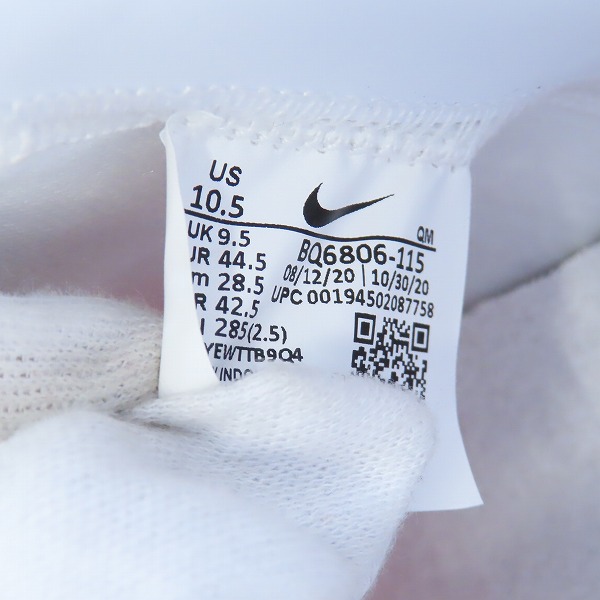 US
10.5
QM
UK 9.5
BQ6806-115
UR 44.5
08/12/20 | 10/30/20
m 28.5
UPC 00194502087758
R 42.5
285(2.5)
YEWTTB9Q4